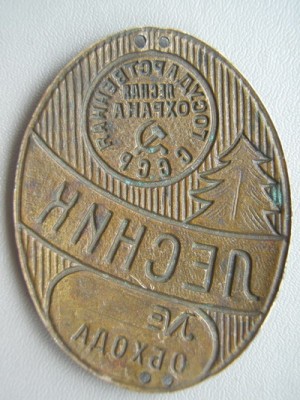 ГОСУДАРСТВЕННАЯ
ЛЕСНАЯ
ОХРАНА
СССР
ЛЕСНИК
№
ОБХОДА